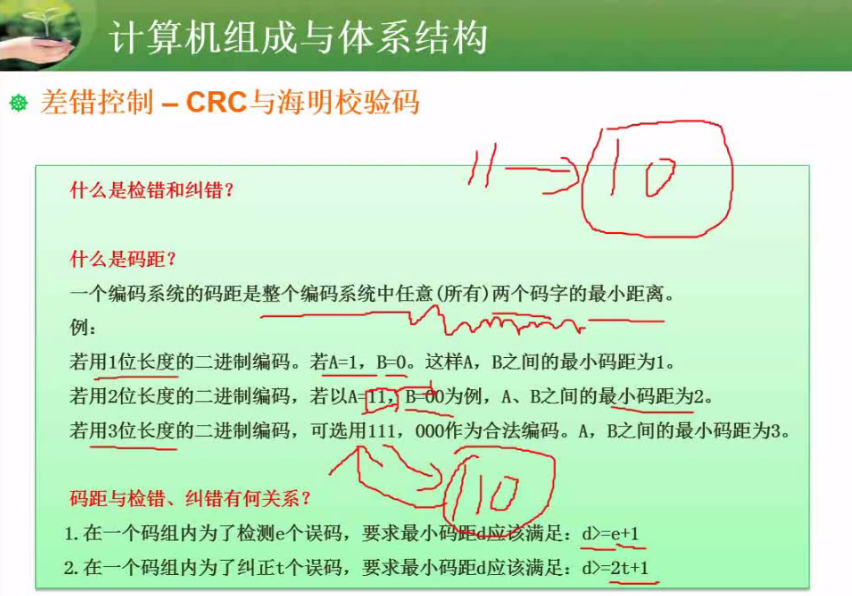 计算机组成与体系结构
差错控制 – CRC与海明校验码
11 → 10
什么是检错和纠错？
什么是码距？
一个编码系统的码距是整个编码系统中任意(所有)两个码字的最小距离。
例：
若用1位长度的二进制编码。若A=1，B=0。这样A，B之间的最小码距为1。
若用2位长度的二进制编码，若以A=11，B=00为例，A、B之间的最小码距为2。
若用3位长度的二进制编码，可选用111，000作为合法编码。A，B之间的最小码距为3。
110
码距与检错、纠错有何关系？
1.在一个码组内为了检测e个误码，要求最小码距d应该满足：d>=e+1
2.在一个码组内为了纠正t个误码，要求最小码距d应该满足：d>=2t+1